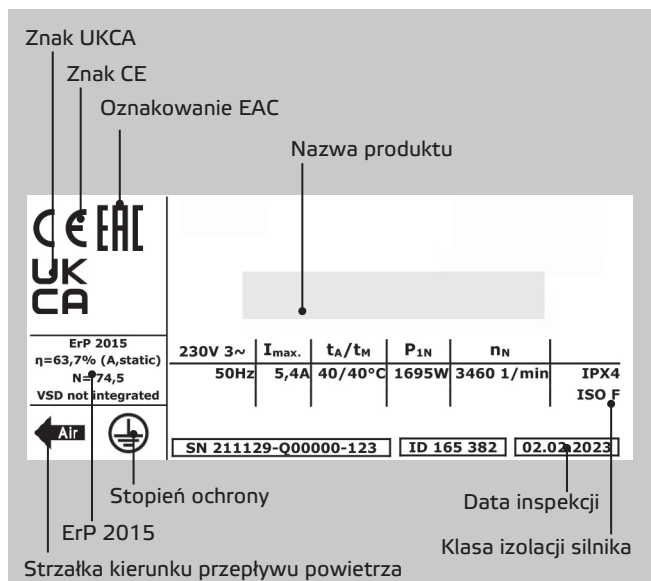 Znak UKCA
Znak CE
Oznakowanie EAC
Nazwa produktu
CE EAC
UK
CA
ErP 2015
η=63,7% (A,static)
N= 74,5
VSD not integrated
230V 3~ Imax. tA/tM P1N nN
50Hz 5,4A 40/40°C 1695W 3460 1/min IPX4
ISO F
Air
SN 211129-Q00000-123 ID 165 382 02.02.2023
Stopień ochrony
Data inspekcji
ErP 2015
Klasa izolacji silnika
Strzałka kierunku przepływu powietrza